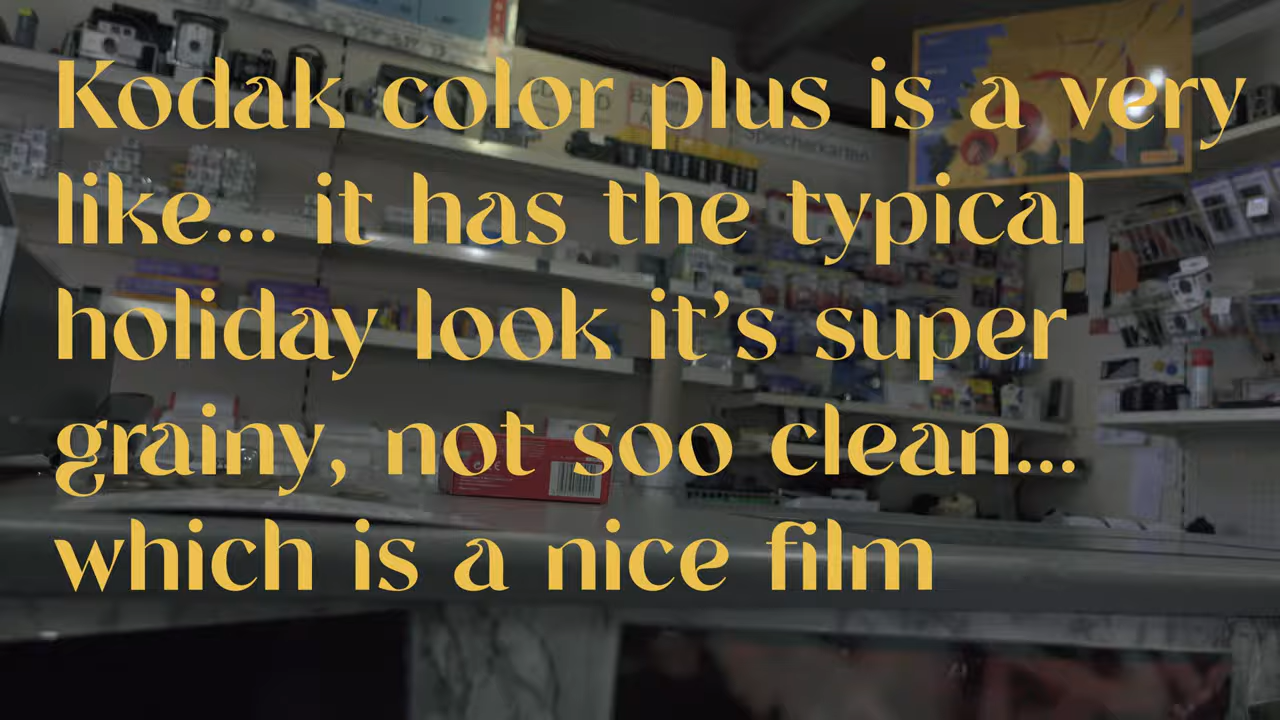 Kodak color plus is a very
like... it has the typical
holiday look it’s super
grainy, not soo clean...
which is a nice film
Speicherkarten